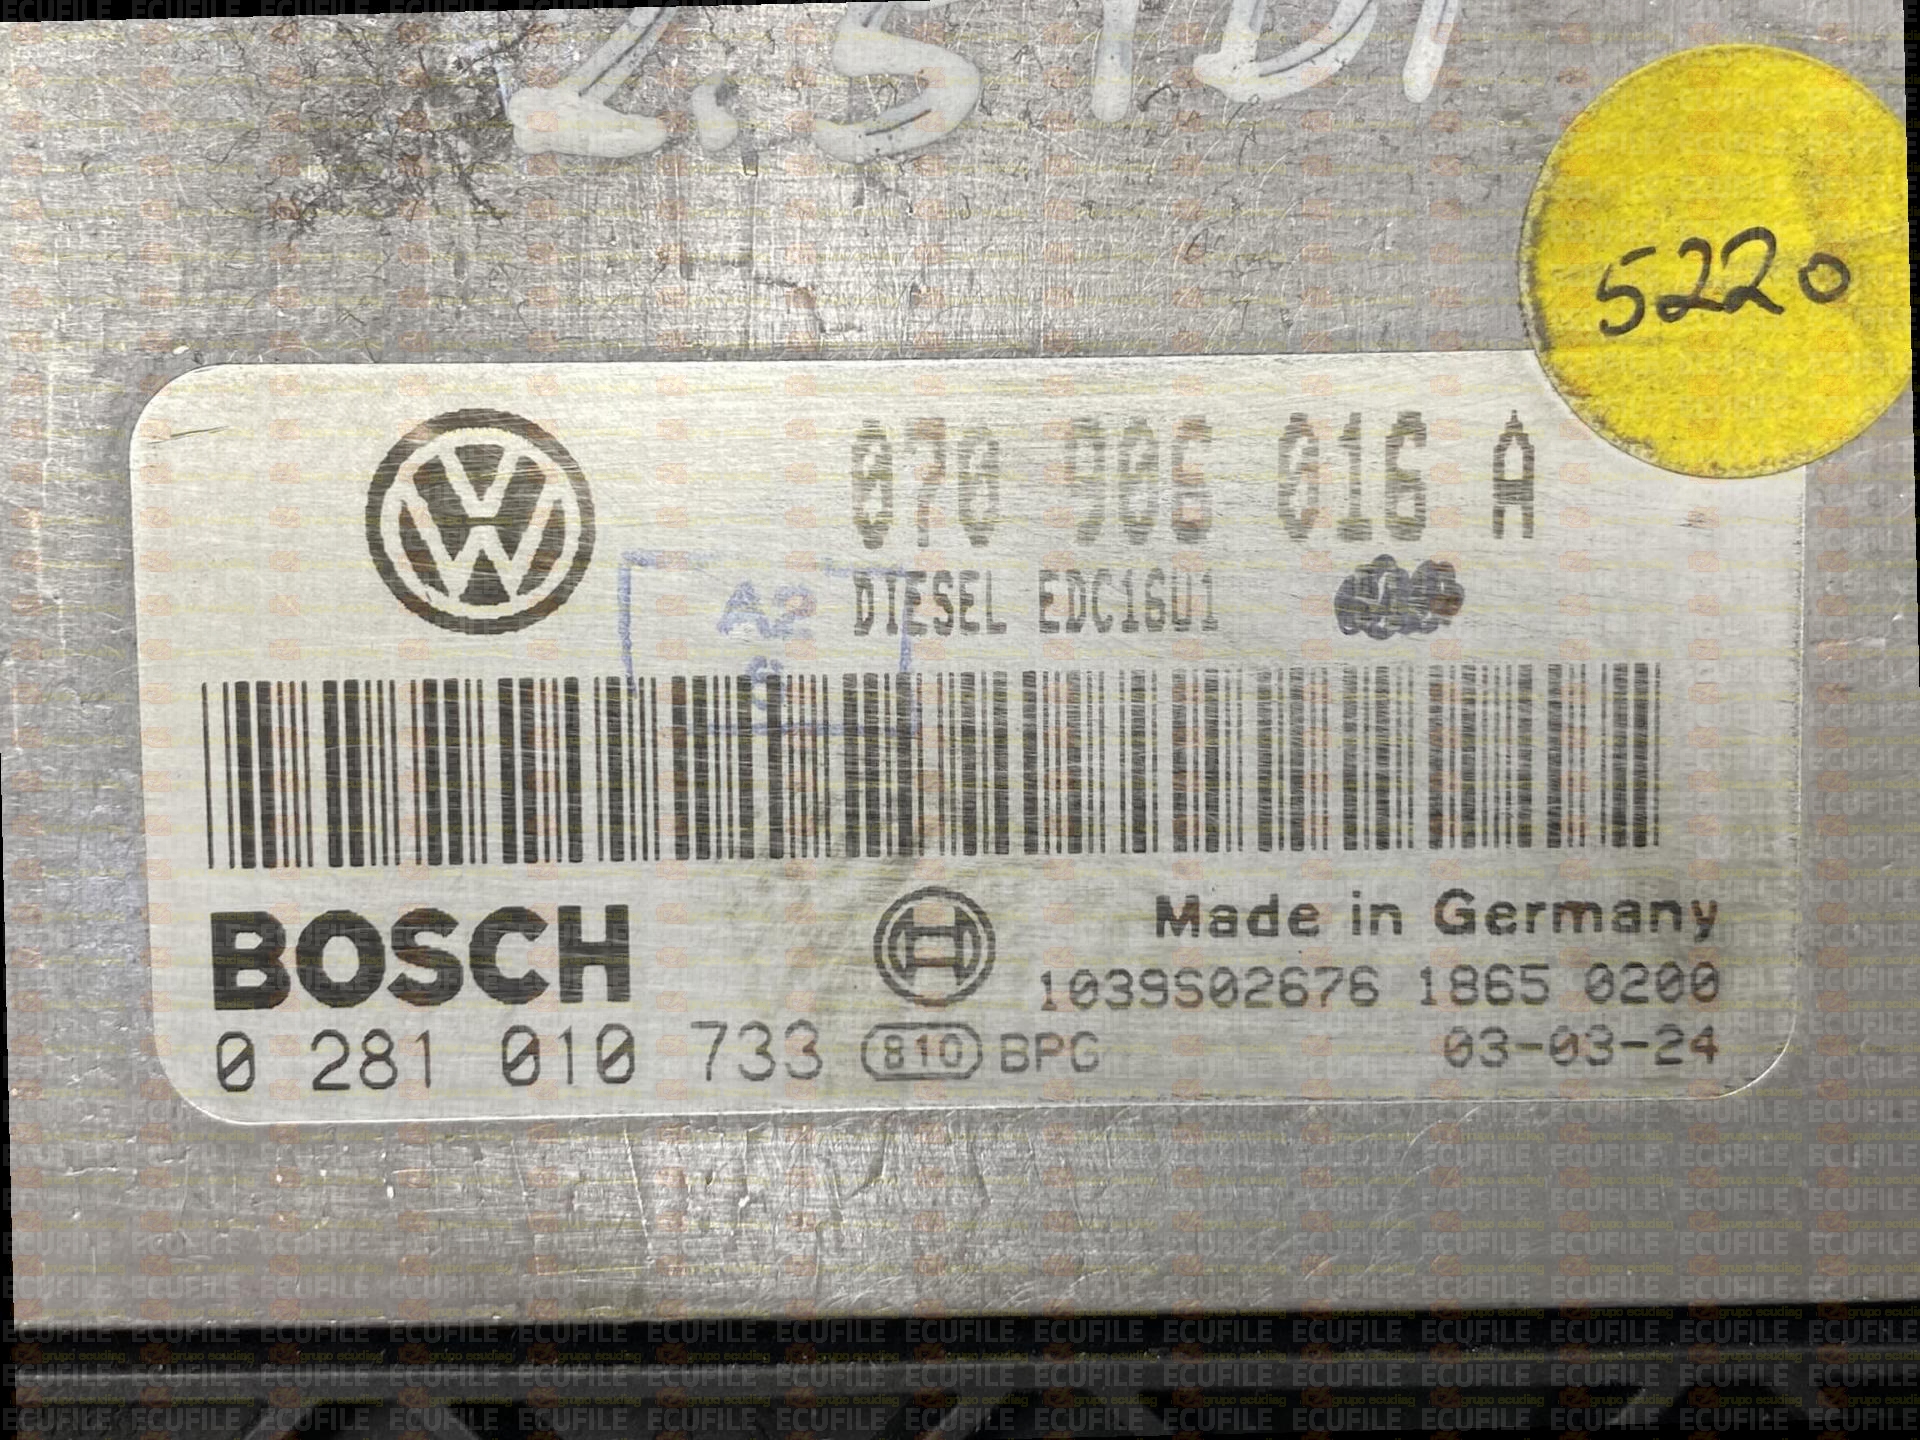 2.5 TDI
5220
070 906 016 A
DIESEL EDC16U1
A2
BOSCH
Made in Germany
1039S02676 1865 0200
0 281 010 733 810 BPG 03-03-24